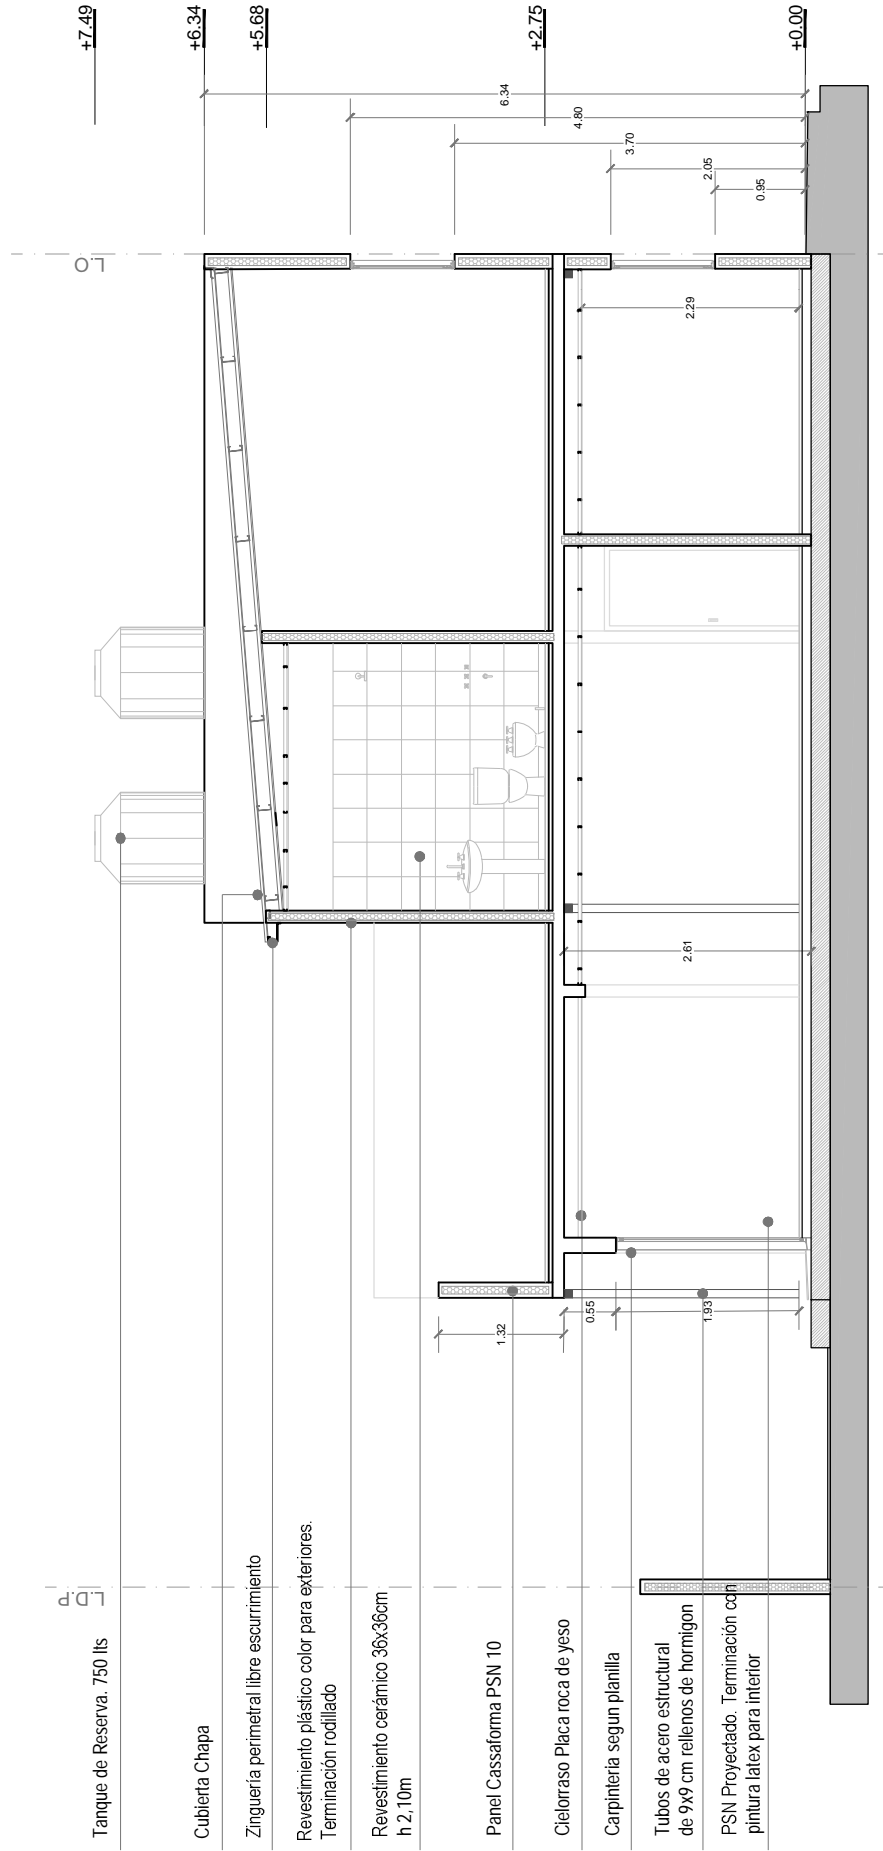 +7.49
+6.34
+5.68
+2.75
+0.00
6.34
4.80
3.70
2.05
0.95
L.O
2.29
2.61
0.55
1.93
1.32
L.D.P
Tanque de Reserva. 750 lts
Cubierta Chapa
Zinguería perimetral libre escurrimiento
Revestimiento plástico color para exteriores.
Terminación rodillado
Revestimiento cerámico 36x36cm
h 2,10m
Panel Cassaforma PSN 10
Cielorraso Placa roca de yeso
Carpinteria segun planilla
Tubos de acero estructural
de 9x9 cm rellenos de hormigon
PSN Proyectado. Terminación con
pintura latex para interior